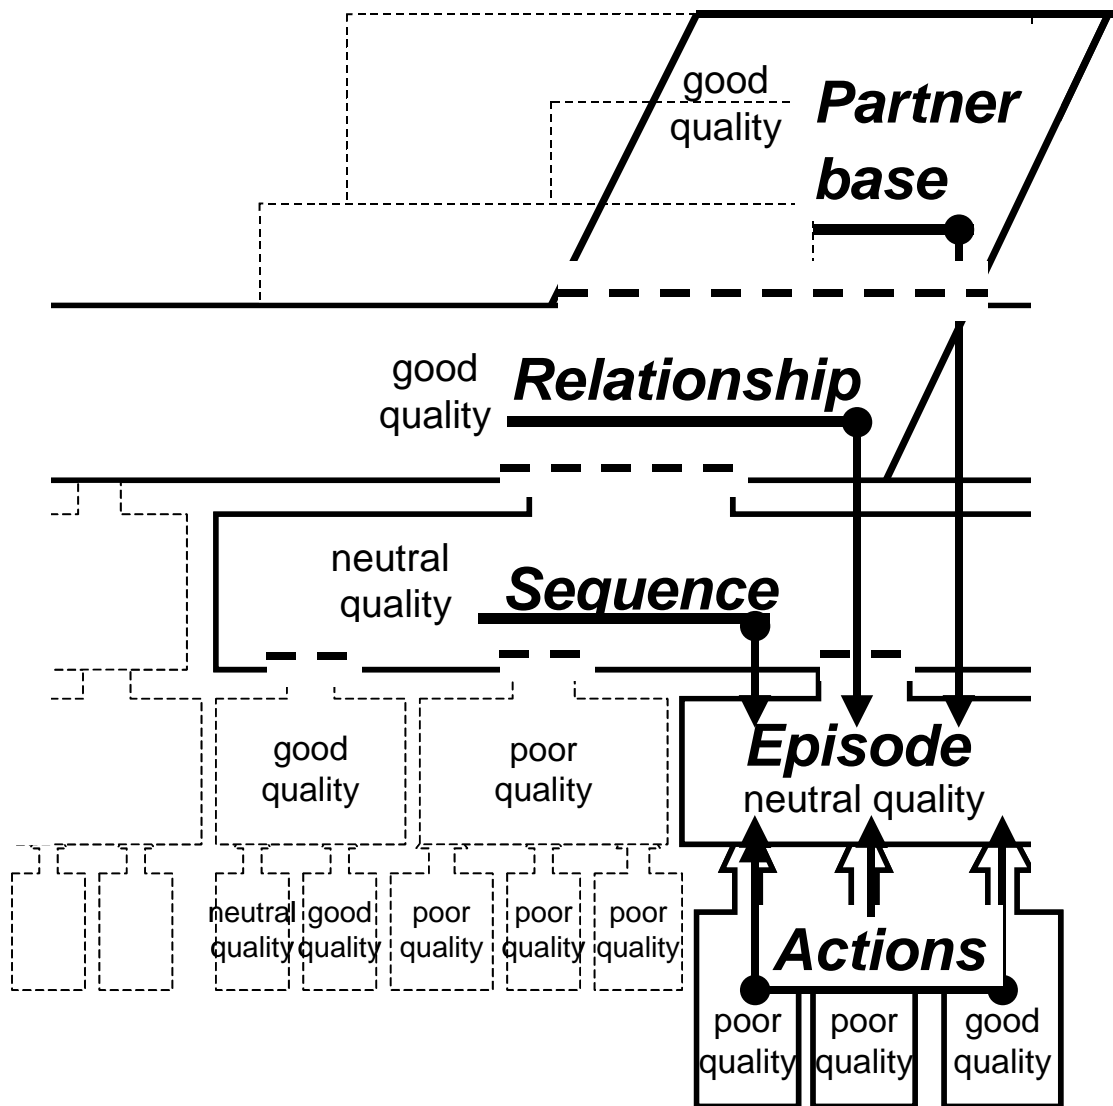 good
quality
Partner
base
good
quality
Relationship
neutral
quality
Sequence
good
quality
poor
quality
Episode
neutral quality
neutral
quality
good
quality
poor
quality
poor
quality
poor
quality
Actions
poor
quality
poor
quality
good
quality